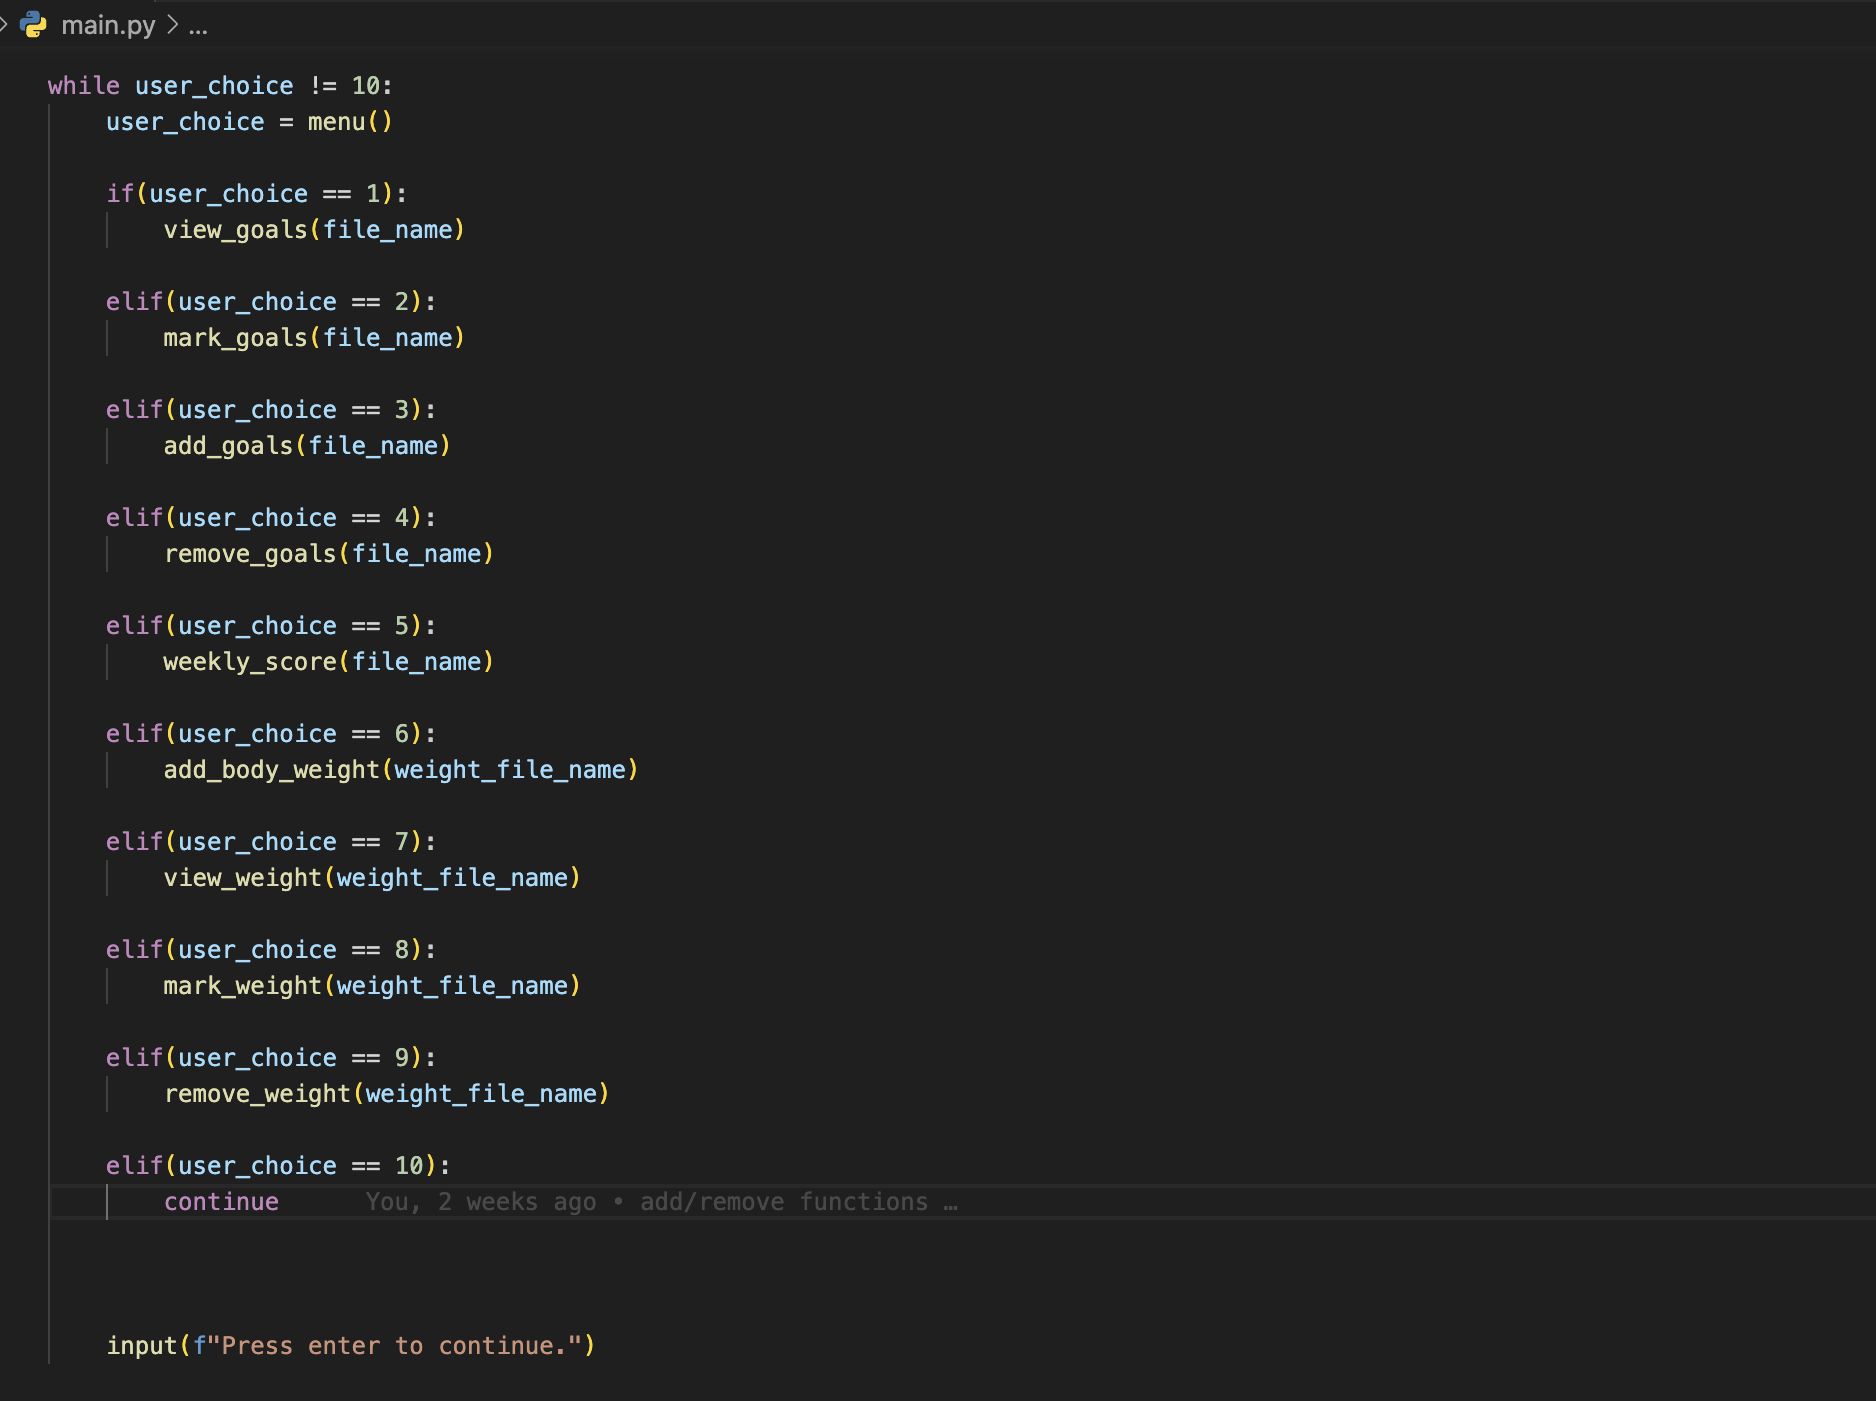 main.py > ...
while user_choice != 10:
user_choice = menu()
if(user_choice == 1):
view_goals(file_name)
elif(user_choice == 2):
mark_goals(file_name)
elif(user_choice == 3):
add_goals(file_name)
elif(user_choice == 4):
remove_goals(file_name)
elif(user_choice == 5):
weekly_score(file_name)
elif(user_choice == 6):
add_body_weight(weight_file_name)
elif(user_choice == 7):
view_weight(weight_file_name)
elif(user_choice == 8):
mark_weight(weight_file_name)
elif(user_choice == 9):
remove_weight(weight_file_name)
elif(user_choice == 10):
continue You, 2 weeks ago • add/remove functions …
input(f"Press enter to continue.")